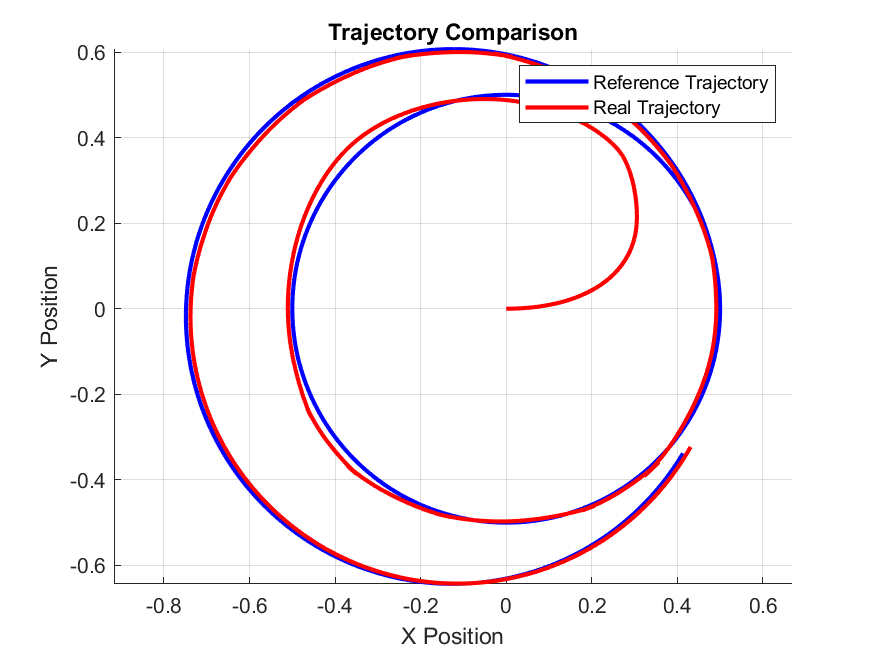 Trajectory Comparison
Reference Trajectory
Real Trajectory
Y Position
0.6
0.4
0.2
0
-0.2
-0.4
-0.6
-0.8 -0.6 -0.4 -0.2 0 0.2 0.4 0.6
X Position